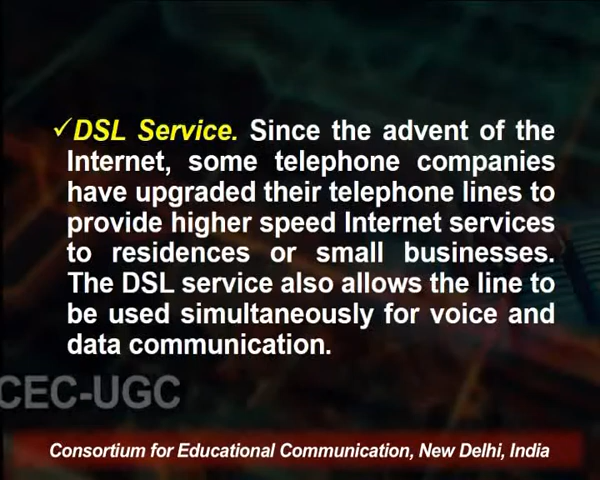 ✓DSL Service. Since the advent of the
Internet, some telephone companies
have upgraded their telephone lines to
provide higher speed Internet services
to residences or small businesses.
The DSL service also allows the line to
be used simultaneously for voice and
data communication.
CEC-UGC
Consortium for Educational Communication, New Delhi, India